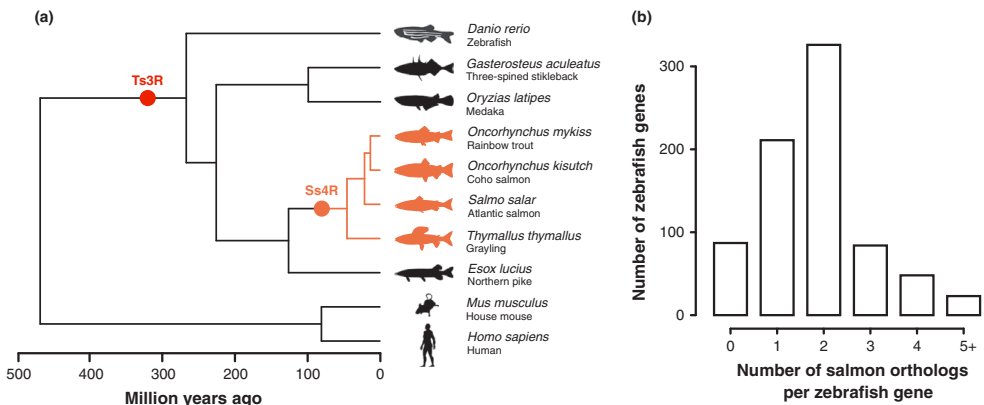 (a)
Danio rerio
Zebrafish
Gasterosteus aculeatus
Three-spined stikleback
Oryzias latipes
Medaka
Oncorhynchus mykiss
Rainbow trout
Oncorhynchus kisutch
Coho salmon
Salmo salar
Atlantic salmon
Thymallus thymallus
Grayling
Esox lucius
Northern pike
Mus musculus
House mouse
Homo sapiens
Human
Ts3R
Ss4R
500 400 300 200 100 0
Million years ago
(b)
Number of zebrafish genes
300
200
100
0
0 1 2 3 4 5+
Number of salmon orthologs
per zebrafish gene